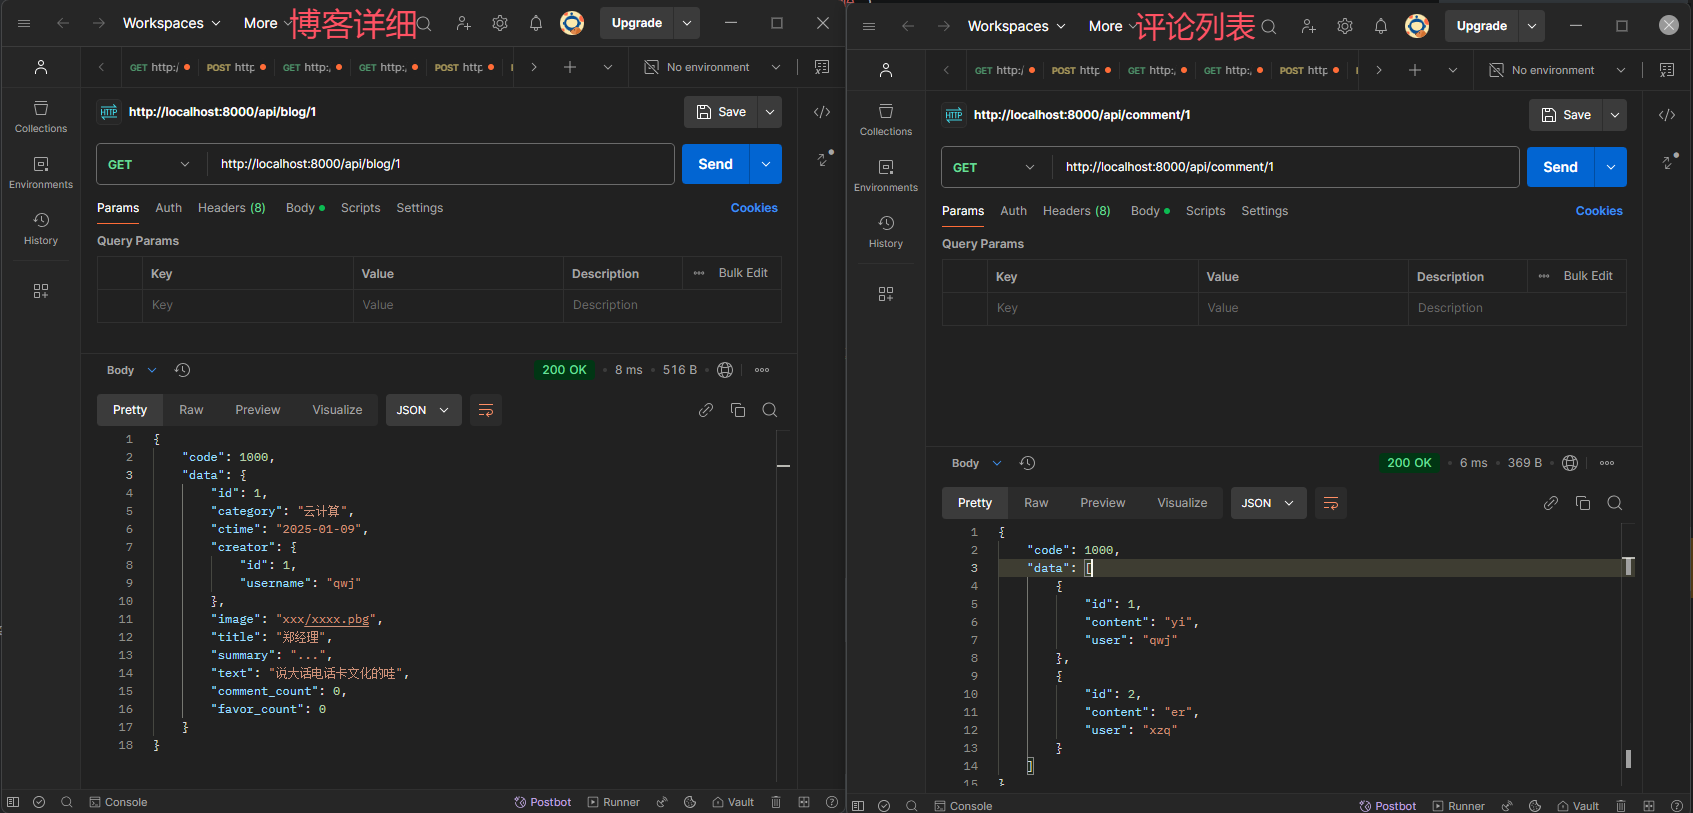 Workspaces
More
博客详细
Upgrade
GET http:/
POST http
GET http:,
GET http:,
POST http
No environment
http://localhost:8000/api/blog/1
Save
Collections
GET
http://localhost:8000/api/blog/1
Send
Environments
Params
Auth
Headers (8)
Body
Scripts
Settings
Cookies
History
Query Params
Key
Value
Description
Bulk Edit
Key
Value
Description
Body
200 OK
8 ms
516 B
Pretty
Raw
Preview
Visualize
JSON
1 {
2 "code": 1000,
3 "data": {
4 "id": 1,
5 "category": "云计算",
6 "ctime": "2025-01-09",
7 "creator": {
8 "id": 1,
9 "username": "qwj"
10 },
11 "image": "xxx/xxxx.pbg",
12 "title": "郑经理",
13 "summary": "...",
14 "text": "说大话电话卡文化的哇",
15 "comment_count": 0,
16 "favor_count": 0
17 }
18 }
Console
Postbot
Runner
Vault
Workspaces
More
评论列表
Upgrade
GET http:/
POST http
GET http:,
GET http:,
POST http
No environment
http://localhost:8000/api/comment/1
Save
Collections
GET
http://localhost:8000/api/comment/1
Send
Environments
Params
Auth
Headers (8)
Body
Scripts
Settings
Cookies
History
Query Params
Key
Value
Description
Bulk Edit
Key
Value
Description
Body
200 OK
6 ms
369 B
Pretty
Raw
Preview
Visualize
JSON
1 {
2 "code": 1000,
3 "data": [
4 {
5 "id": 1,
6 "content": "yi",
7 "user": "qwj"
8 },
9 {
10 "id": 2,
11 "content": "er",
12 "user": "xzq"
13 }
14 ]
15 }
Console
Postbot
Runner
Vault